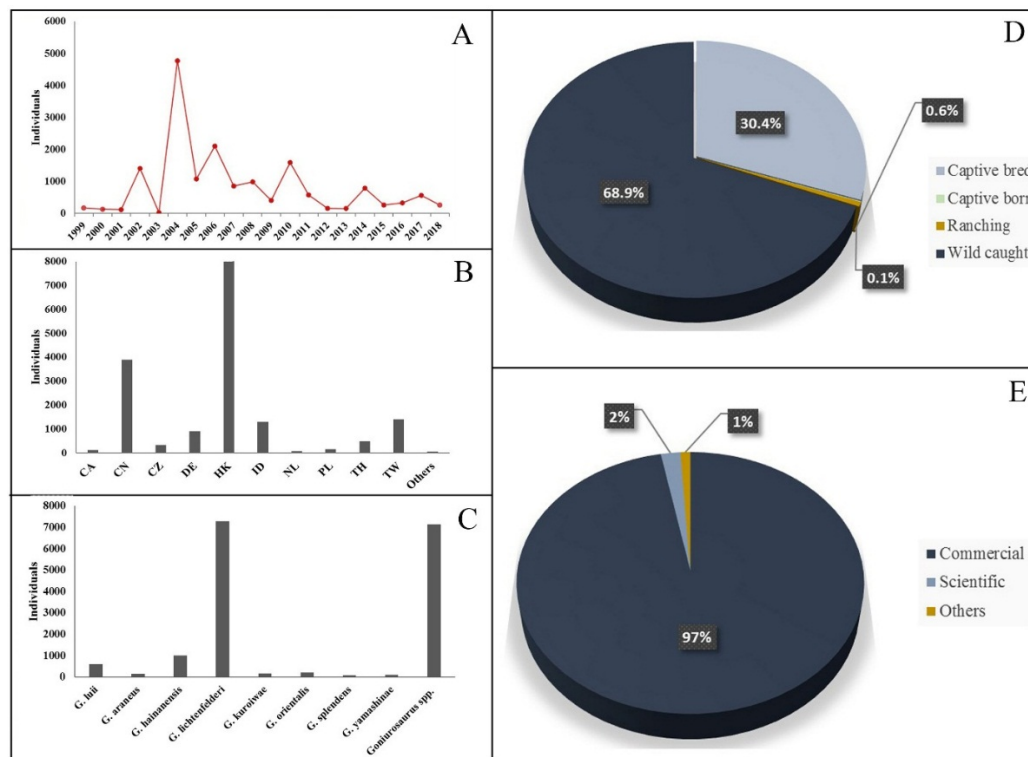 A
Individuals
6000
5000
4000
3000
2000
1000
0
1999 2000 2001 2002 2003 2004 2005 2006 2007 2008 2009 2010 2011 2012 2013 2014 2015 2016 2017 2018
B
Individuals
8000
7000
6000
5000
4000
3000
2000
1000
0
CA CN CZ DE HK ID NL PL TH TW Others
C
Individuals
8000
7000
6000
5000
4000
3000
2000
1000
0
G. luii G. araneus G. hainanensis G. lichtenfelderi G. kuroiwae G. orientalis G. splendens G. yamashinae Goniurosaurus spp.
D
30.4%
0.6%
68.9%
0.1%
Captive bred
Captive born
Ranching
Wild caught
E
2%
1%
97%
Commercial
Scientific
Others